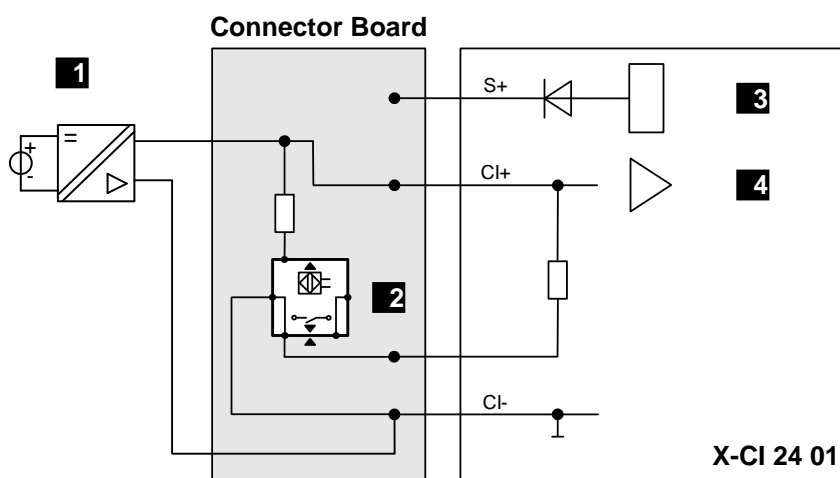 Connector Board
1
S+
3
+
-
=
CI+
4
2
CI-
X-CI 24 01